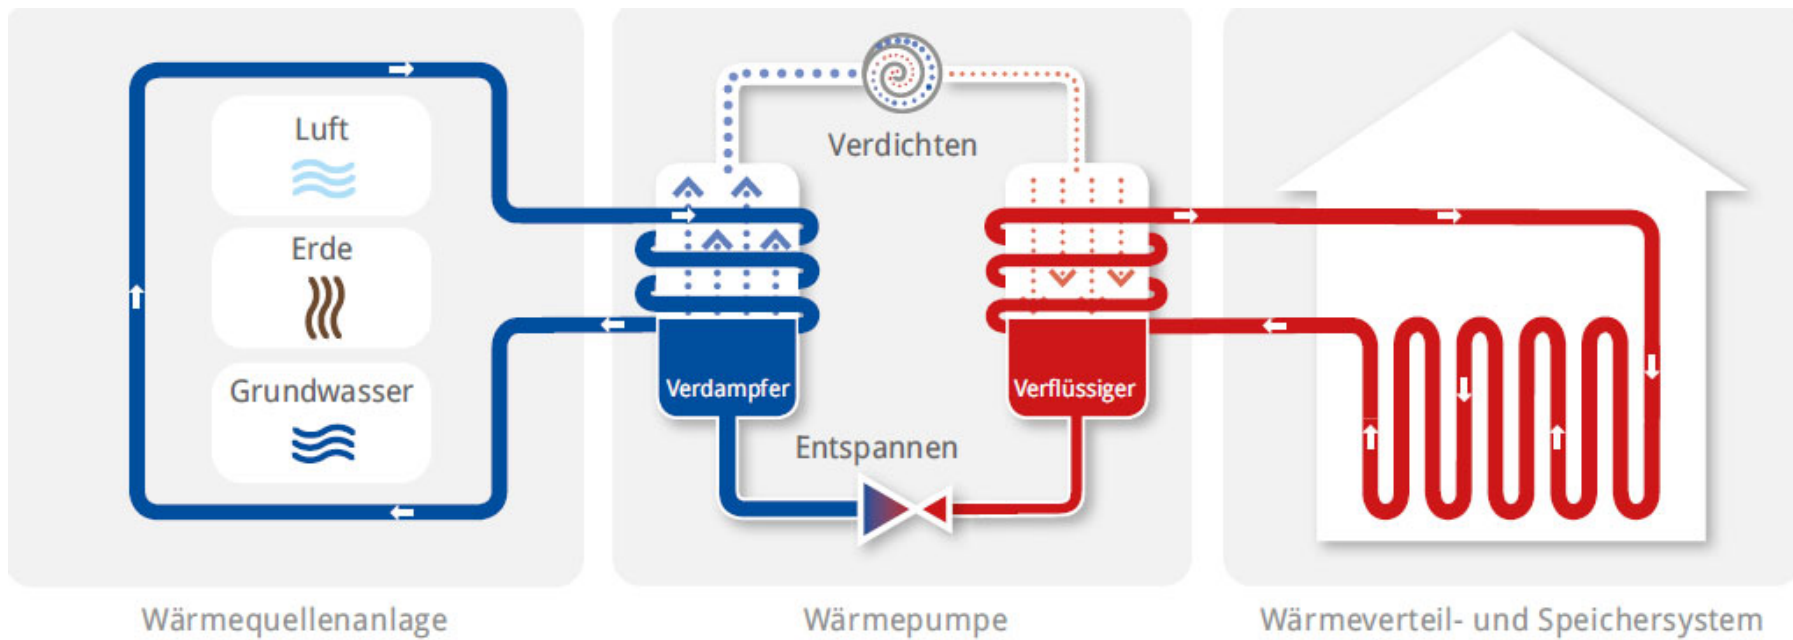 Luft
Erde
Grundwasser
Wärmequellenanlage
Verdichten
Verdampfer
Verflüssiger
Entspannen
Wärmepumpe
Wärmeverteil- und Speichersystem